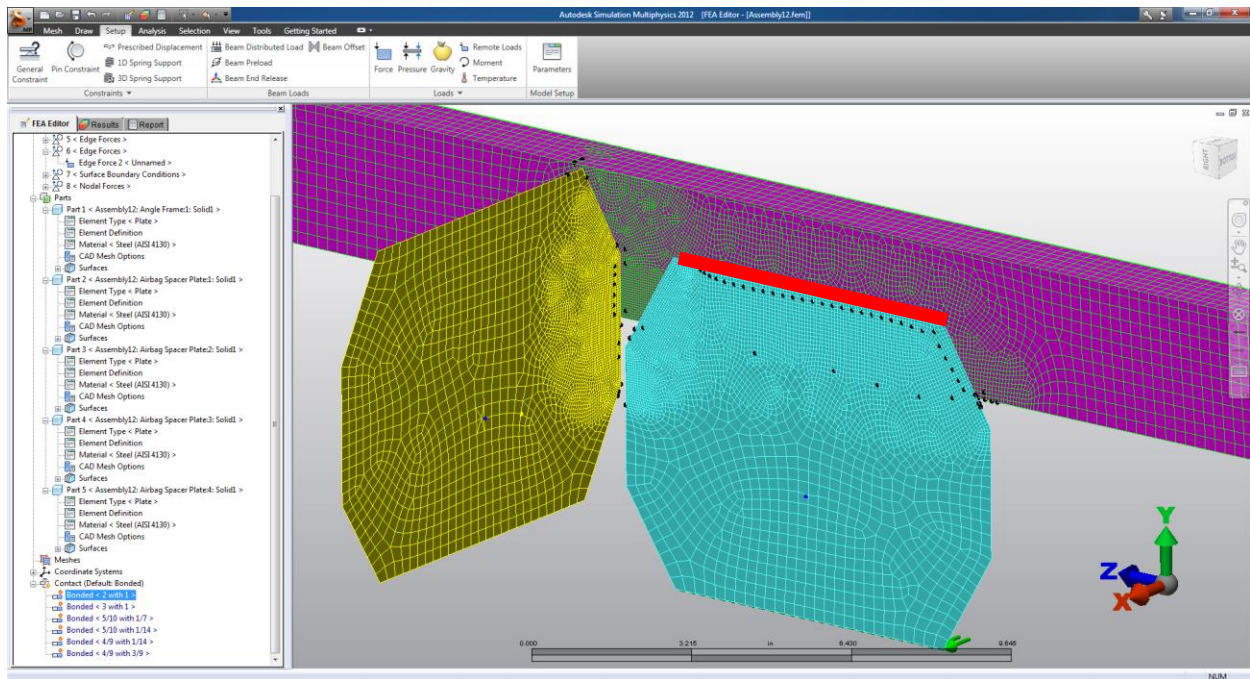 Autodesk Simulation Multiphysics 2012 [FEA Editor - [Assembly12.fem]]
MP
Mesh Draw Setup Analysis Selection View Tools Getting Started
General Constraint
Pin Constraint
Prescribed Displacement
1D Spring Support
3D Spring Support
Constraints
Beam Distributed Load
Beam Offset
Beam Preload
Beam End Release
Beam Loads
Force Pressure Gravity
Remote Loads
Moment
Temperature
Loads
Parameters
Model Setup
FEA Editor Results Report
5 < Edge Forces >
6 < Edge Forces >
Edge Force 2 < Unnamed >
7 < Surface Boundary Conditions >
8 < Nodal Forces >
Parts
Part 1 < Assembly12: Angle Frame:1: Solid1 >
Element Type < Plate >
Element Definition
Material < Steel (AISI 4130) >
CAD Mesh Options
Surfaces
Part 2 < Assembly12: Airbag Spacer Plate:1: Solid1 >
Element Type < Plate >
Element Definition
Material < Steel (AISI 4130) >
CAD Mesh Options
Surfaces
Part 3 < Assembly12: Airbag Spacer Plate:2: Solid1 >
Element Type < Plate >
Element Definition
Material < Steel (AISI 4130) >
CAD Mesh Options
Surfaces
Part 4 < Assembly12: Airbag Spacer Plate:3: Solid1 >
Element Type < Plate >
Element Definition
Material < Steel (AISI 4130) >
CAD Mesh Options
Surfaces
Part 5 < Assembly12: Airbag Spacer Plate:4: Solid1 >
Element Type < Plate >
Element Definition
Material < Steel (AISI 4130) >
CAD Mesh Options
Surfaces
Meshes
Coordinate Systems
Contact (Default: Bonded)
Bonded < 2 with 1 >
Bonded < 3 with 1 >
Bonded < 5/10 with 1/7 >
Bonded < 5/10 with 1/14 >
Bonded < 4/9 with 1/14 >
Bonded < 4/9 with 3/9 >
RIGHT
BOTTOM
Y
Z
X
0.000 3.215 in 6.430 9.646
NUM